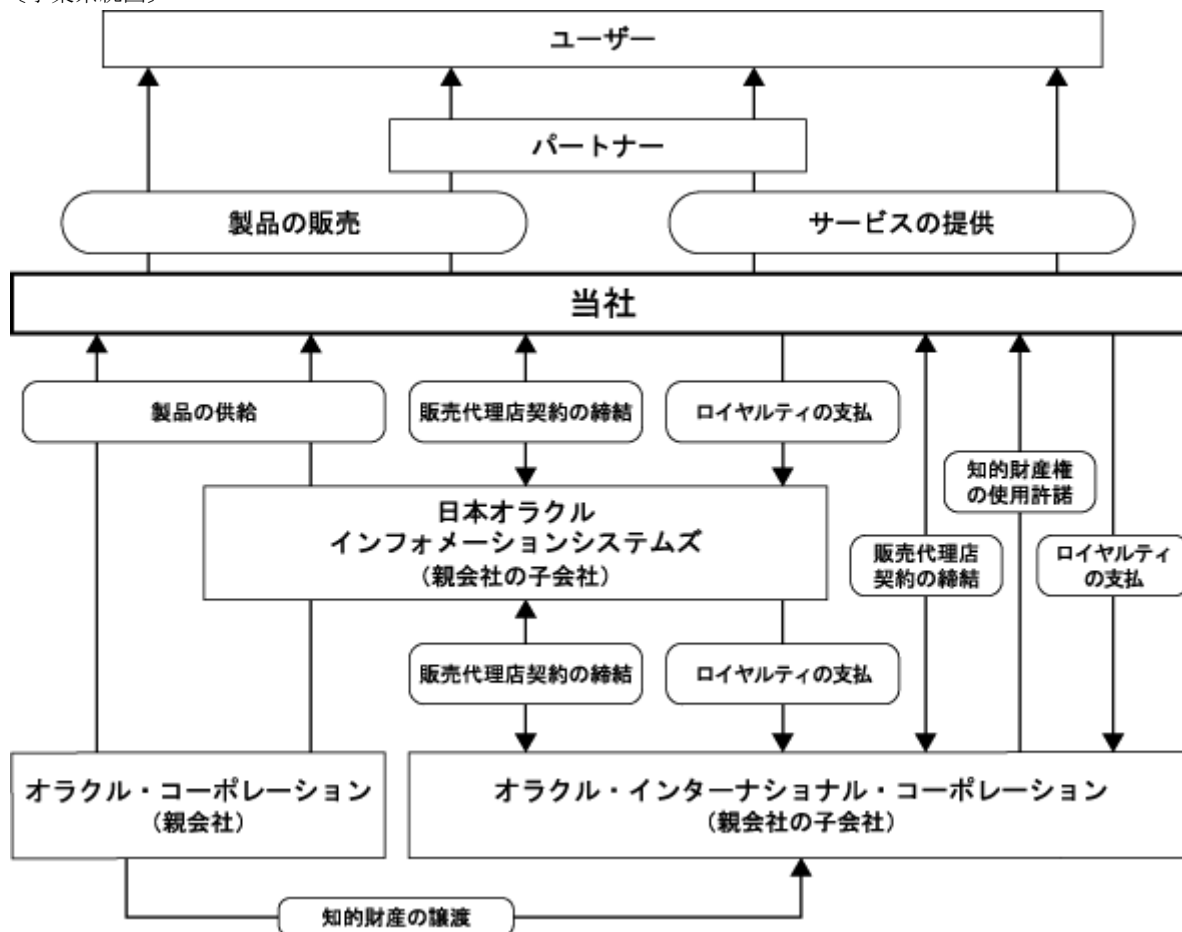 ユーザー
パートナー
製品の販売
サービスの提供
当社
製品の供給
販売代理店契約の締結
ロイヤルティの支払
知的財産権
の使用許諾
日本オラクル
インフォメーションシステムズ
（親会社の子会社）
販売代理店
契約の締結
ロイヤルティ
の支払
販売代理店契約の締結
ロイヤルティの支払
オラクル・コーポレーション
（親会社）
オラクル・インターナショナル・コーポレーション
（親会社の子会社）
知的財産の譲渡